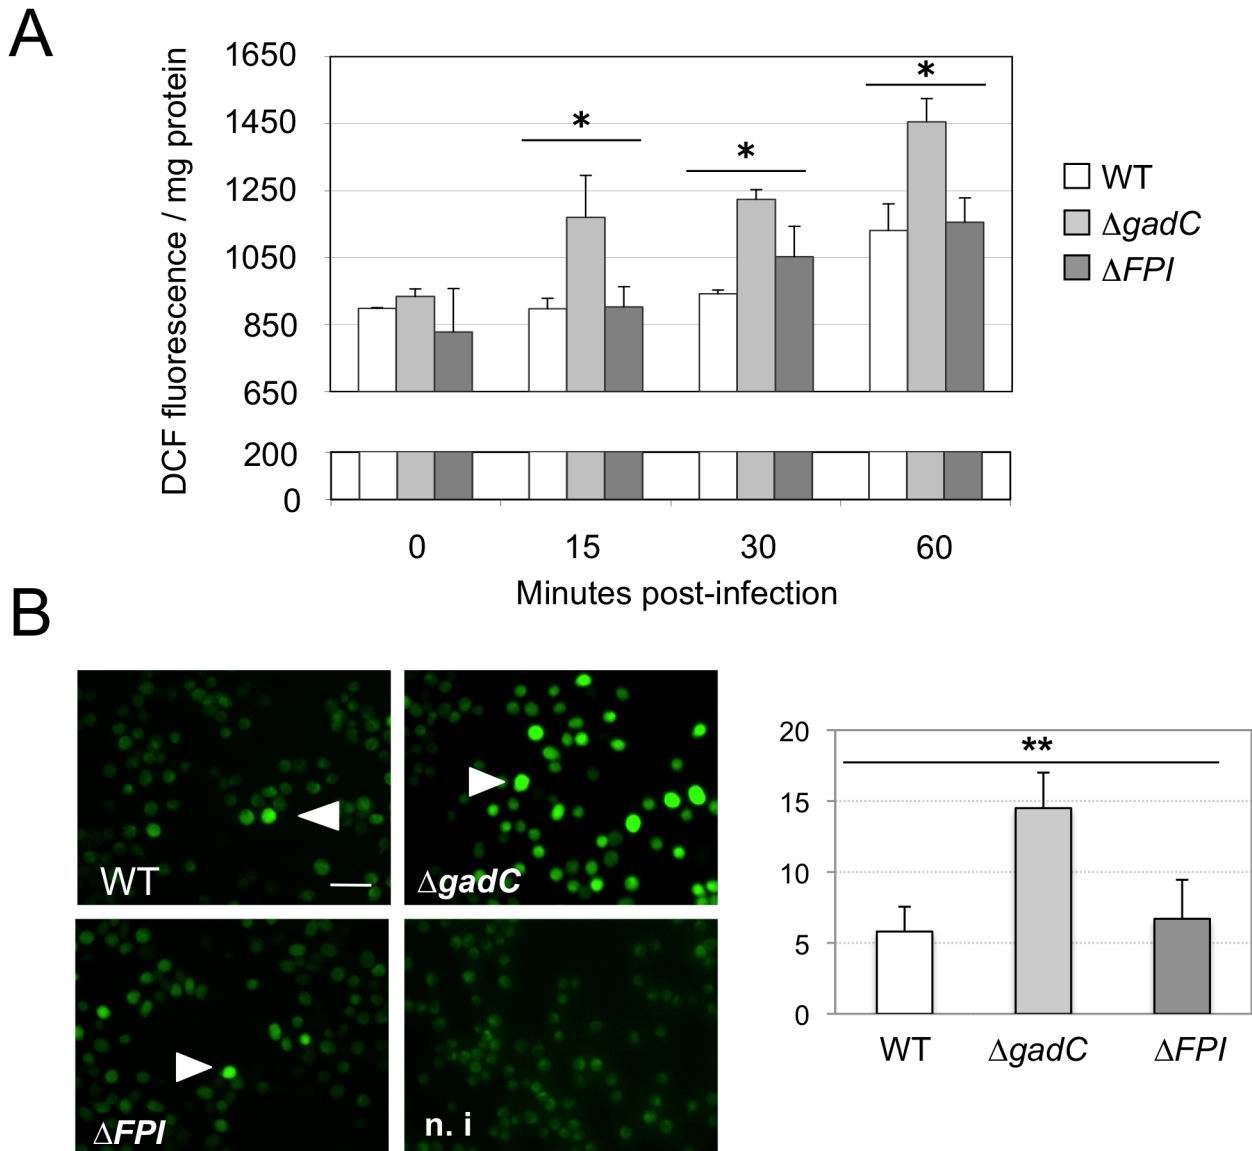 A
DCF fluorescence / mg protein
1650
1450
1250
1050
850
650
200
0
*
*
*
0
15
30
60
Minutes post-infection
WT
ΔgadC
ΔFPI
B
WT
ΔgadC
ΔFPI
n. i
20
15
10
5
0
**
WT
ΔgadC
ΔFPI